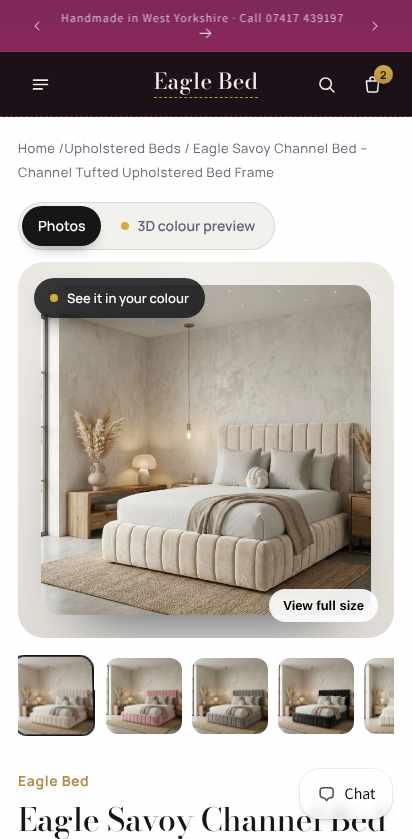 Handmade in West Yorkshire · Call 07417 439197
→
Eagle Bed
2
Home /Upholstered Beds / Eagle Savoy Channel Bed –
Channel Tufted Upholstered Bed Frame
Photos
3D colour preview
See it in your colour
View full size
Eagle Bed
Chat
Eagle Savoy Channel Bed